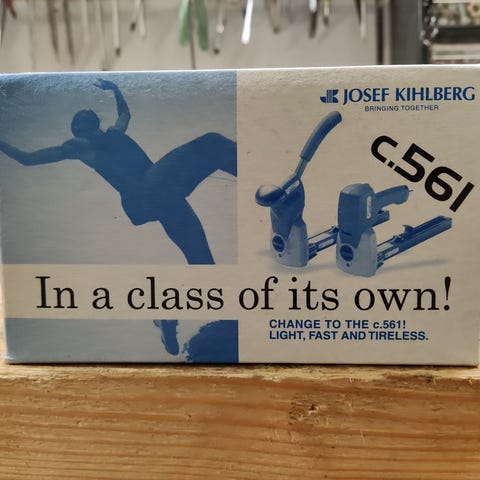 JOSEF KIHLBERG
BRINGING TOGETHER
c.561
In a class of its own!
CHANGE TO THE c.561!
LIGHT, FAST AND TIRELESS.